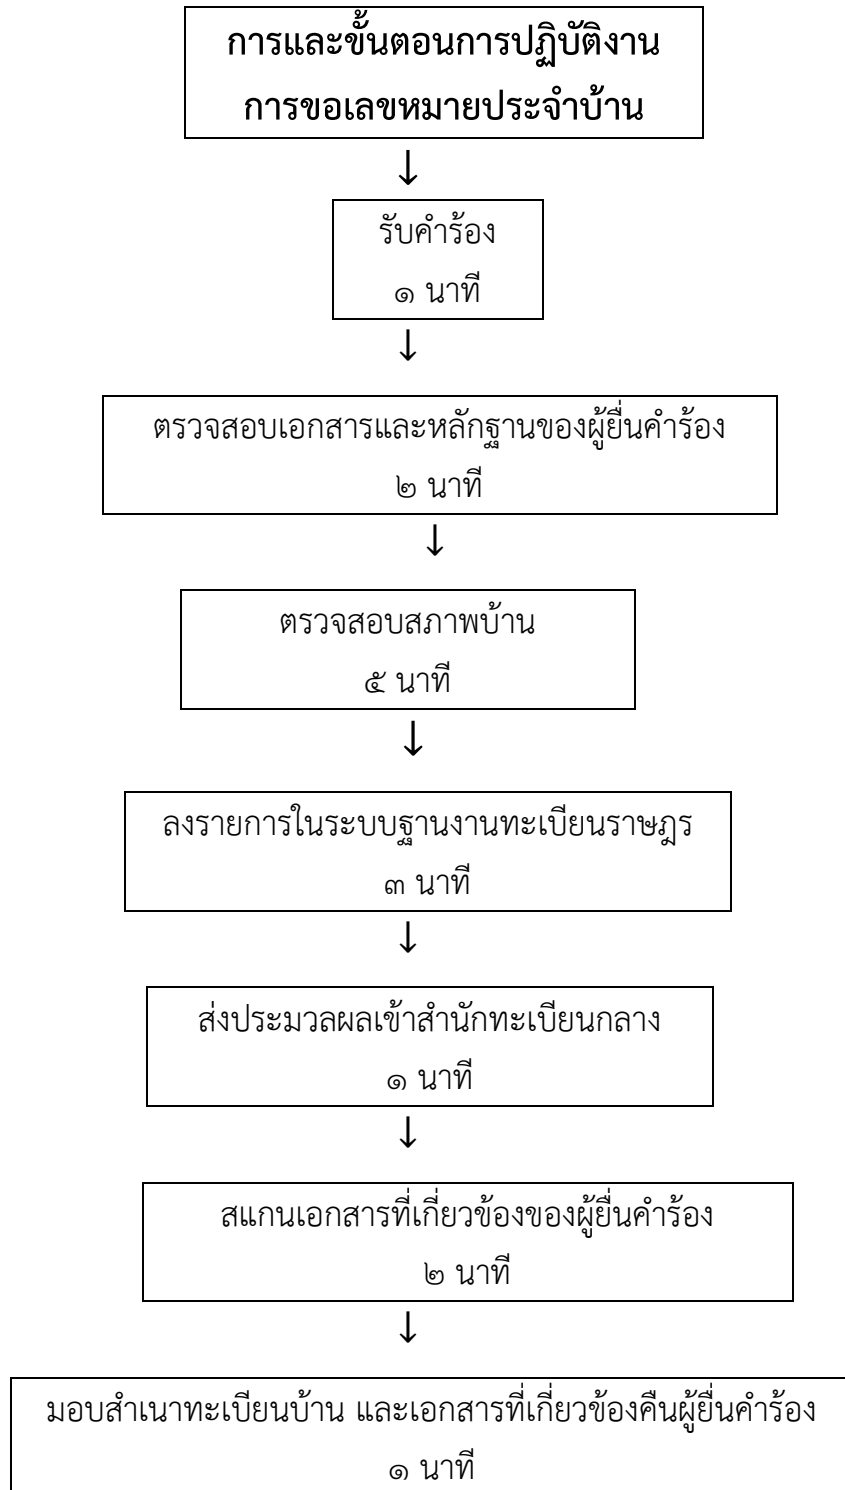 การและขั้นตอนการปฏิบัติงาน
การขอเลขหมายประจำบ้าน
↓
รับคำร้อง
๑ นาที
↓
ตรวจสอบเอกสารและหลักฐานของผู้ยื่นคำร้อง
๒ นาที
↓
ตรวจสอบสภาพบ้าน
๕ นาที
↓
ลงรายการในระบบฐานงานทะเบียนราษฎร
๓ นาที
↓
ส่งประมวลผลเข้าสำนักทะเบียนกลาง
๑ นาที
↓
สแกนเอกสารที่เกี่ยวข้องของผู้ยื่นคำร้อง
๒ นาที
↓
มอบสำเนาทะเบียนบ้าน และเอกสารที่เกี่ยวข้องคืนผู้ยื่นคำร้อง
๑ นาที